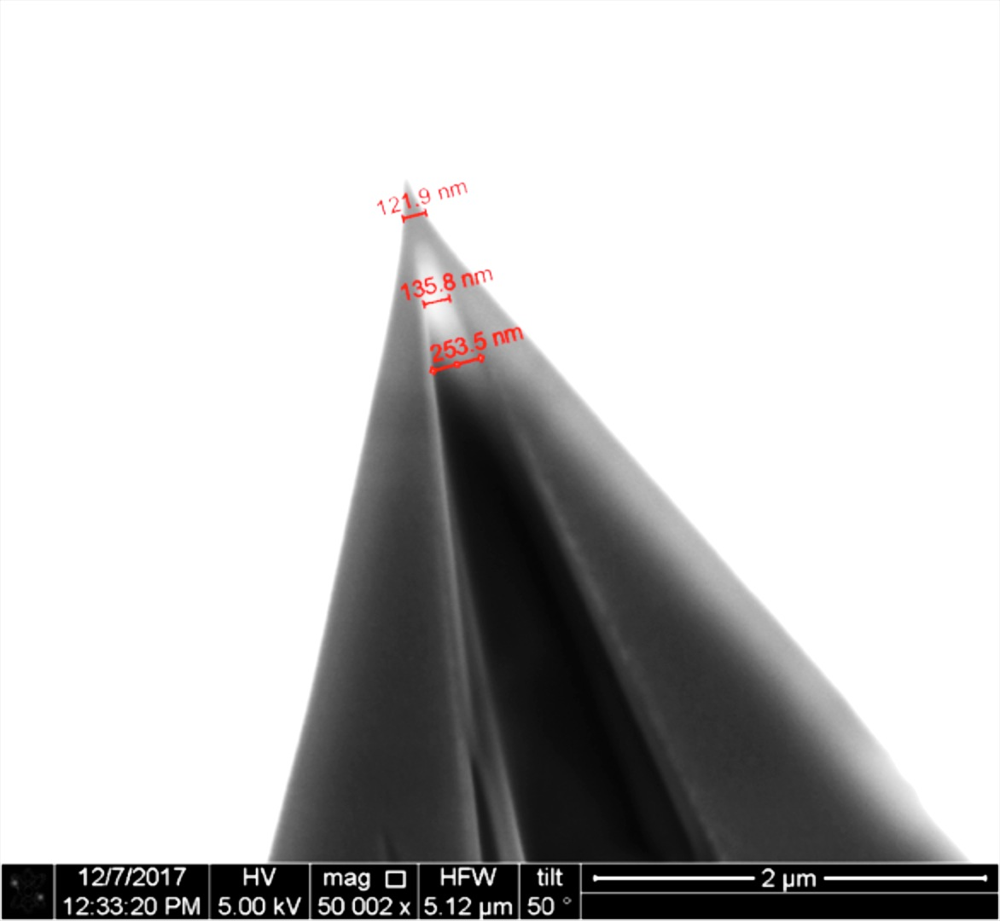 121.9 nm
135.8 nm
253.5 nm
12/7/2017 HV mag HFW tilt 2 µm
12:33:20 PM 5.00 kV 50 002 x 5.12 µm 50 °